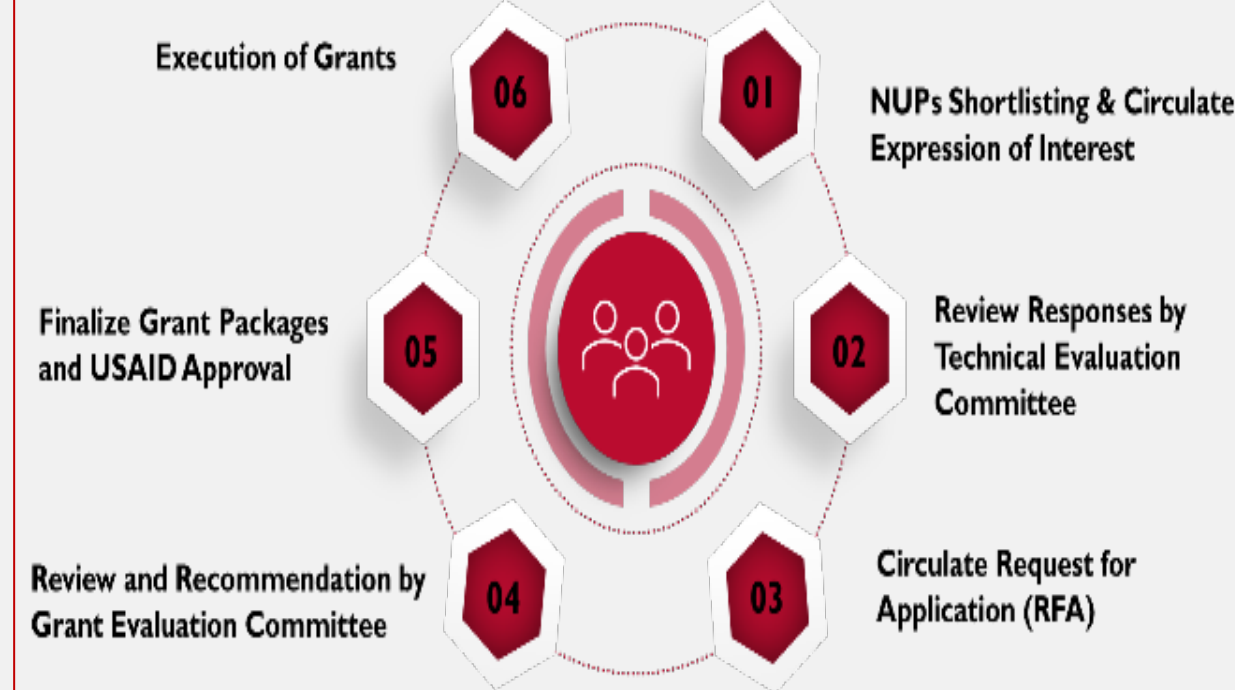 01
NUPs Shortlisting & Circulate
Expression of Interest
02
Review Responses by
Technical Evaluation
Committee
03
Circulate Request for
Application (RFA)
04
Review and Recommendation by
Grant Evaluation Committee
05
Finalize Grant Packages
and USAID Approval
06
Execution of Grants